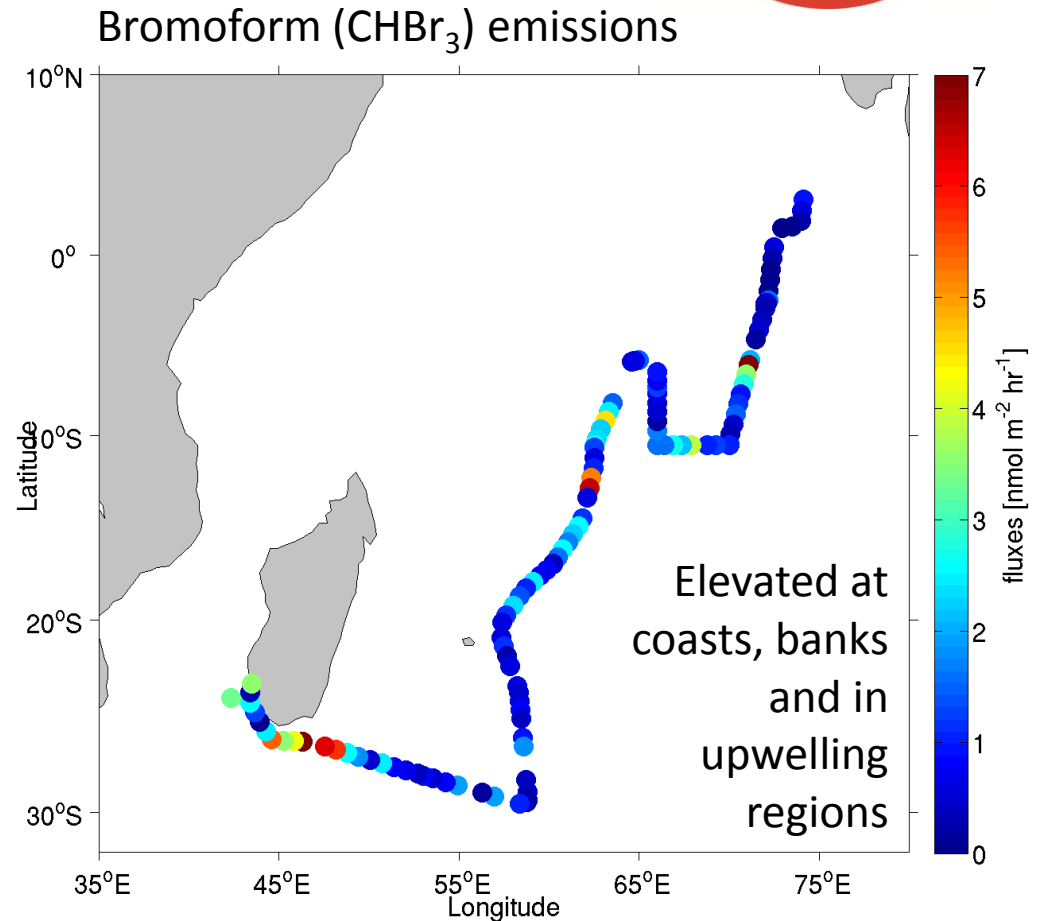 Bromoform (CHBr₃) emissions
10°N
0°
10°S
20°S
30°S
Latitude
35°E
45°E
55°E
65°E
75°E
Longitude
Elevated at
coasts, banks
and in
upwelling
regions
7
6
5
4
3
2
1
0
fluxes [nmol m⁻² hr⁻¹]